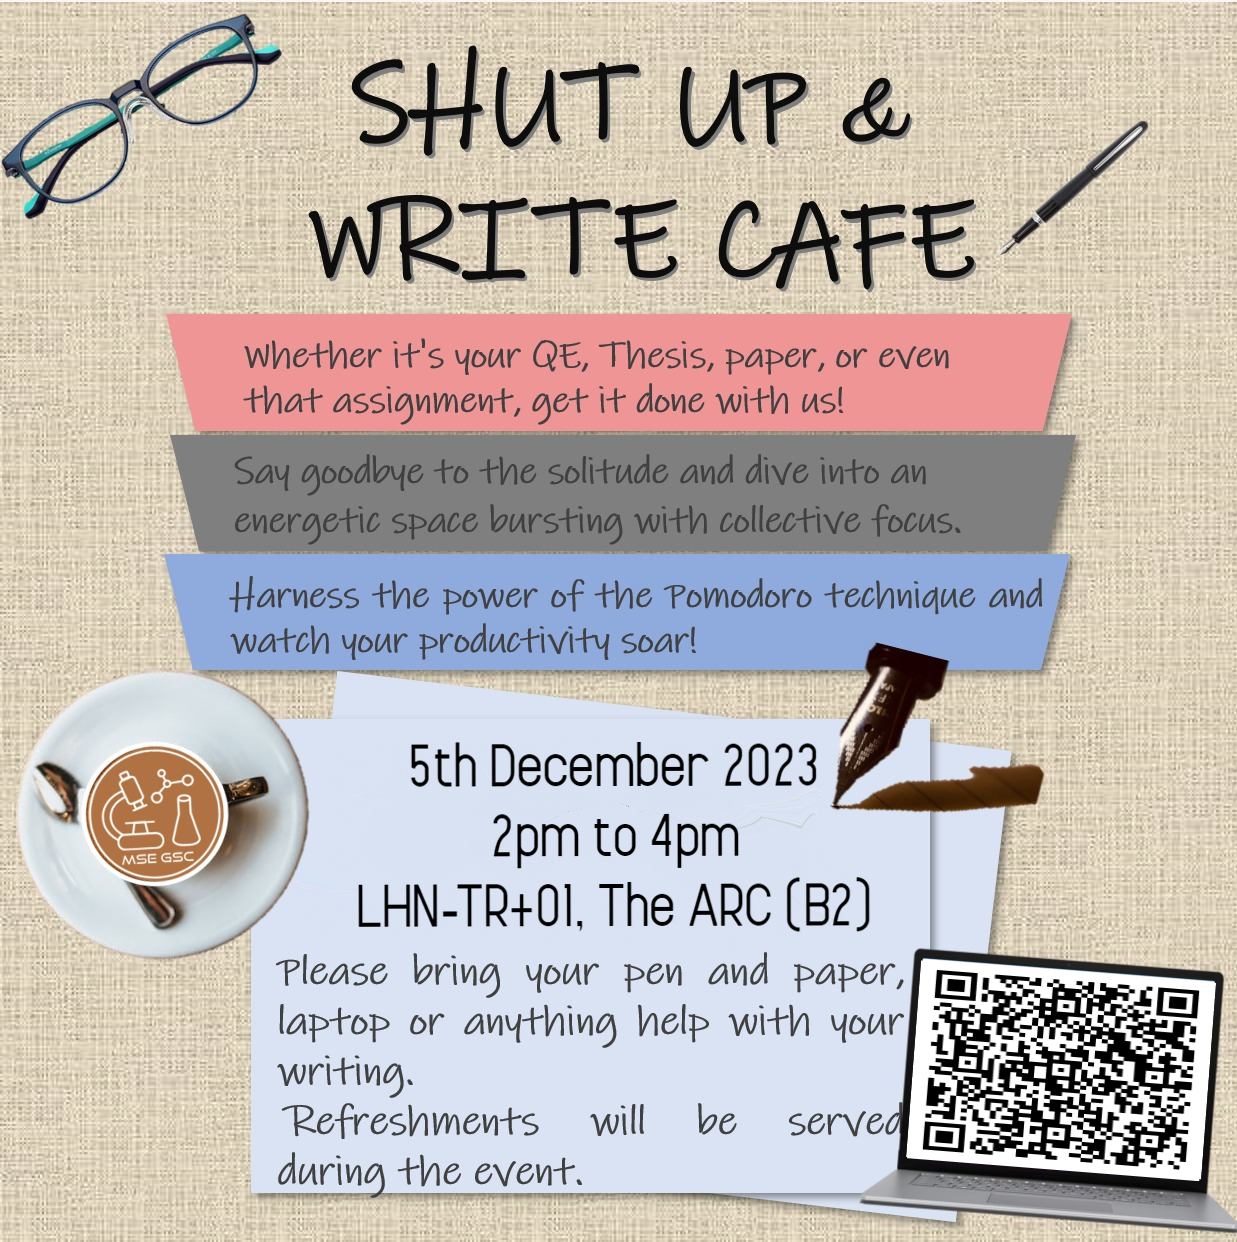 SHUT UP &
WRITE CAFE
Whether it's your QE, Thesis, paper, or even
that assignment, get it done with us!
Say goodbye to the solitude and dive into an
energetic space bursting with collective focus.
Harness the power of the Pomodoro technique and
watch your productivity soar!
5th December 2023
2pm to 4pm
LHN-TR+01, The ARC (B2)
MSE GSC
Please bring your pen and paper,
laptop or anything help with your
writing.
Refreshments will be served
during the event.